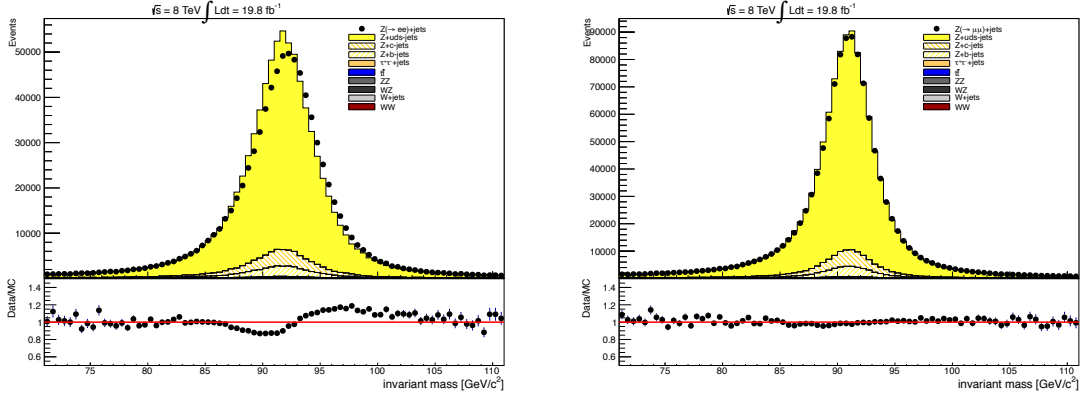 √s = 8 TeV ∫ Ldt = 19.8 fb⁻¹
Events
50000
40000
30000
20000
10000
Z(→ ee)+jets
Z+uds-jets
Z+c-jets
Z+b-jets
τ⁺τ⁻+jets
tt̄
ZZ
WZ
W+jets
WW
Data/MC
1.4
1.2
1
0.8
0.6
75 80 85 90 95 100 105 110
invariant mass [GeV/c²]
√s = 8 TeV ∫ Ldt = 19.8 fb⁻¹
Events
90000
80000
70000
60000
50000
40000
30000
20000
10000
Z(→ μμ)+jets
Z+uds-jets
Z+c-jets
Z+b-jets
τ⁺τ⁻+jets
tt̄
ZZ
WZ
W+jets
WW
Data/MC
1.4
1.2
1
0.8
0.6
75 80 85 90 95 100 105 110
invariant mass [GeV/c²]